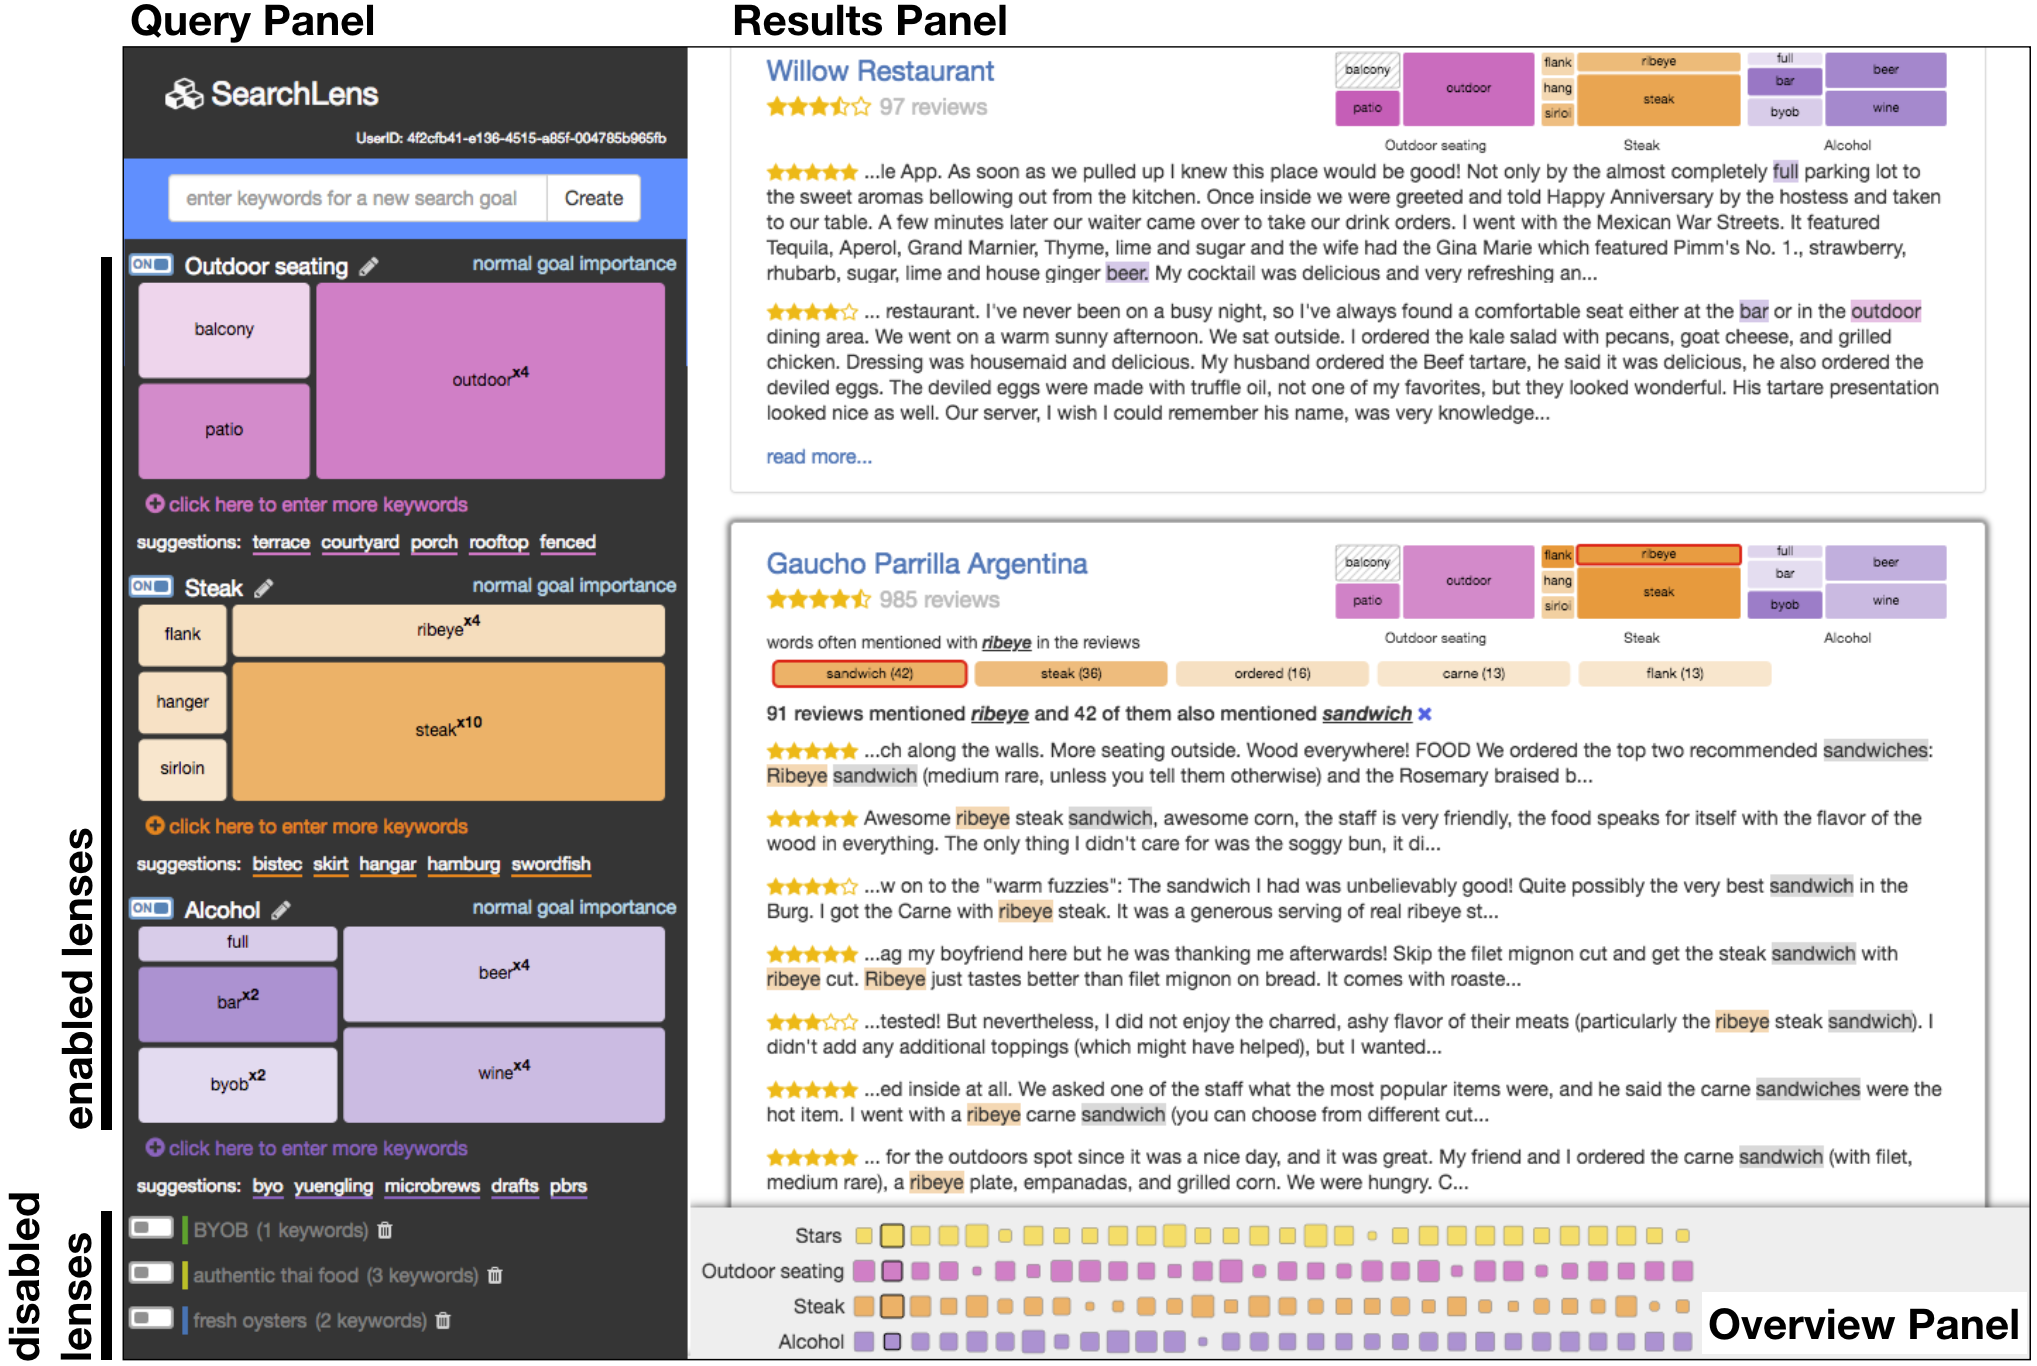 Query Panel
Results Panel
SearchLens
UserID: 4f2cfb41-e136-4515-a85f-004785b965fb
enter keywords for a new search goal
Create
enabled lenses
ON
Outdoor seating
normal goal importance
balcony
patio
outdoor x4
click here to enter more keywords
suggestions: terrace courtyard porch rooftop fenced
ON
Steak
normal goal importance
flank
hanger
sirloin
ribeye x4
steak x10
click here to enter more keywords
suggestions: bistec skirt hangar hamburg swordfish
ON
Alcohol
normal goal importance
full
bar x2
byob x2
beer x4
wine x4
click here to enter more keywords
suggestions: byo yuengling microbrews drafts pbrs
disabled
lenses
BYOB (1 keywords)
authentic thai food (3 keywords)
fresh oysters (2 keywords)
Willow Restaurant
97 reviews
balcony
patio
outdoor
Outdoor seating
flank
hang
sirloi
ribeye
steak
Steak
full
bar
byob
beer
wine
Alcohol
...le App. As soon as we pulled up I knew this place would be good! Not only by the almost completely full parking lot to
the sweet aromas bellowing out from the kitchen. Once inside we were greeted and told Happy Anniversary by the hostess and taken
to our table. A few minutes later our waiter came over to take our drink orders. I went with the Mexican War Streets. It featured
Tequila, Aperol, Grand Marnier, Thyme, lime and sugar and the wife had the Gina Marie which featured Pimm's No. 1., strawberry,
rhubarb, sugar, lime and house ginger beer. My cocktail was delicious and very refreshing an...
... restaurant. I've never been on a busy night, so I've always found a comfortable seat either at the bar or in the outdoor
dining area. We went on a warm sunny afternoon. We sat outside. I ordered the kale salad with pecans, goat cheese, and grilled
chicken. Dressing was housemaid and delicious. My husband ordered the Beef tartare, he said it was delicious, he also ordered the
deviled eggs. The deviled eggs were made with truffle oil, not one of my favorites, but they looked wonderful. His tartare presentation
looked nice as well. Our server, I wish I could remember his name, was very knowledge...
read more...
Gaucho Parrilla Argentina
985 reviews
balcony
patio
outdoor
Outdoor seating
flank
hang
sirloi
ribeye
steak
Steak
full
bar
byob
beer
wine
Alcohol
words often mentioned with ribeye in the reviews
sandwich (42)
steak (36)
ordered (16)
carne (13)
flank (13)
91 reviews mentioned ribeye and 42 of them also mentioned sandwich
...ch along the walls. More seating outside. Wood everywhere! FOOD We ordered the top two recommended sandwiches:
Ribeye sandwich (medium rare, unless you tell them otherwise) and the Rosemary braised b...
Awesome ribeye steak sandwich, awesome corn, the staff is very friendly, the food speaks for itself with the flavor of the
wood in everything. The only thing I didn't care for was the soggy bun, it di...
...w on to the "warm fuzzies": The sandwich I had was unbelievably good! Quite possibly the very best sandwich in the
Burg. I got the Carne with ribeye steak. It was a generous serving of real ribeye st...
...ag my boyfriend here but he was thanking me afterwards! Skip the filet mignon cut and get the steak sandwich with
ribeye cut. Ribeye just tastes better than filet mignon on bread. It comes with roaste...
...tested! But nevertheless, I did not enjoy the charred, ashy flavor of their meats (particularly the ribeye steak sandwich). I
didn't add any additional toppings (which might have helped), but I wanted...
...ed inside at all. We asked one of the staff what the most popular items were, and he said the carne sandwiches were the
hot item. I went with a ribeye carne sandwich (you can choose from different cut...
... for the outdoors spot since it was a nice day, and it was great. My friend and I ordered the carne sandwich (with filet,
medium rare), a ribeye plate, empanadas, and grilled corn. We were hungry. C...
Stars
Outdoor seating
Steak
Alcohol
Overview Panel